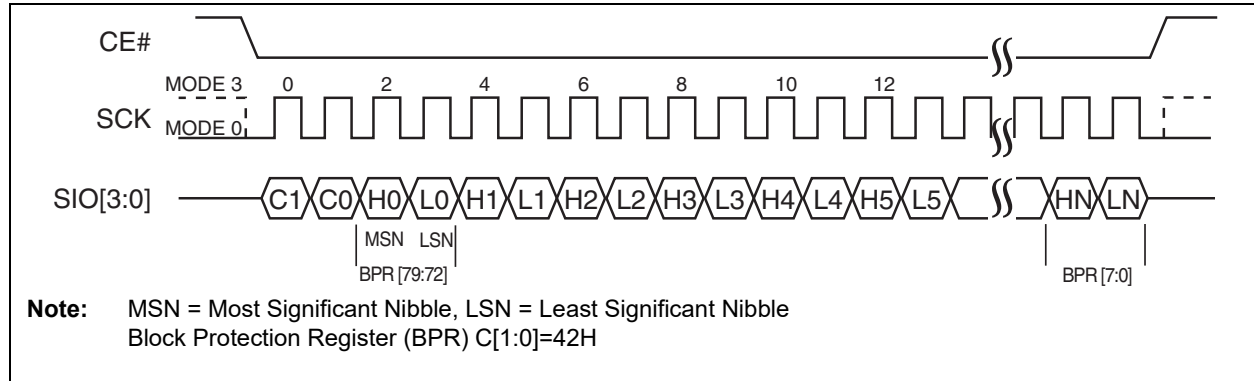 CE#
MODE 3 0 2 4 6 8 10 12
SCK
MODE 0
SIO[3:0] C1 C0 H0 L0 H1 L1 H2 L2 H3 L3 H4 L4 H5 L5 HN LN
MSN LSN
BPR [79:72] BPR [7:0]
Note: MSN = Most Significant Nibble, LSN = Least Significant Nibble
Block Protection Register (BPR) C[1:0]=42H